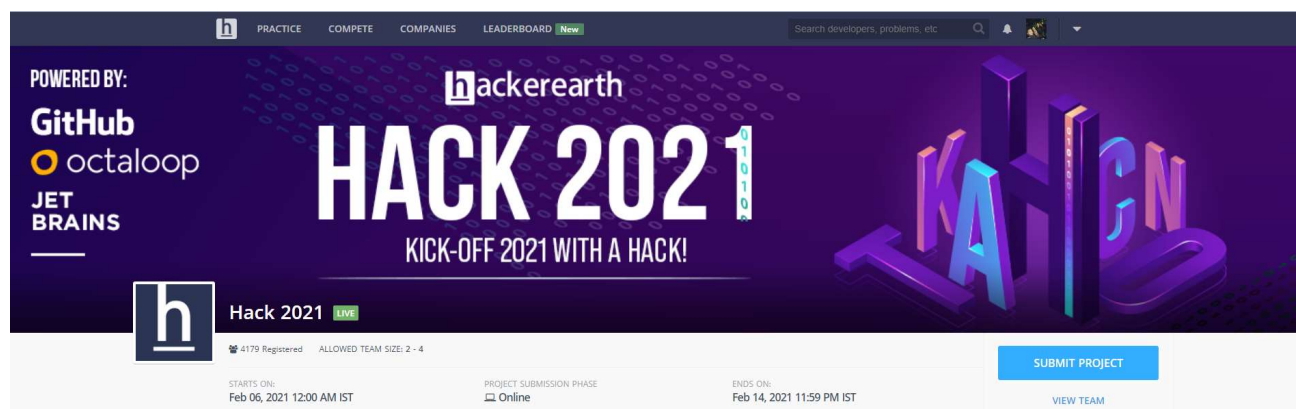 h PRACTICE COMPETE COMPANIES LEADERBOARD New Search developers, problems, etc
POWERED BY:
GitHub
octaloop
JET
BRAINS
hackerearth
HACK 2021
KICK-OFF 2021 WITH A HACK!
h
Hack 2021 LIVE
4179 Registered ALLOWED TEAM SIZE: 2 - 4
SUBMIT PROJECT
STARTS ON: PROJECT SUBMISSION PHASE ENDS ON:
Feb 06, 2021 12:00 AM IST Online Feb 14, 2021 11:59 PM IST
VIEW TEAM